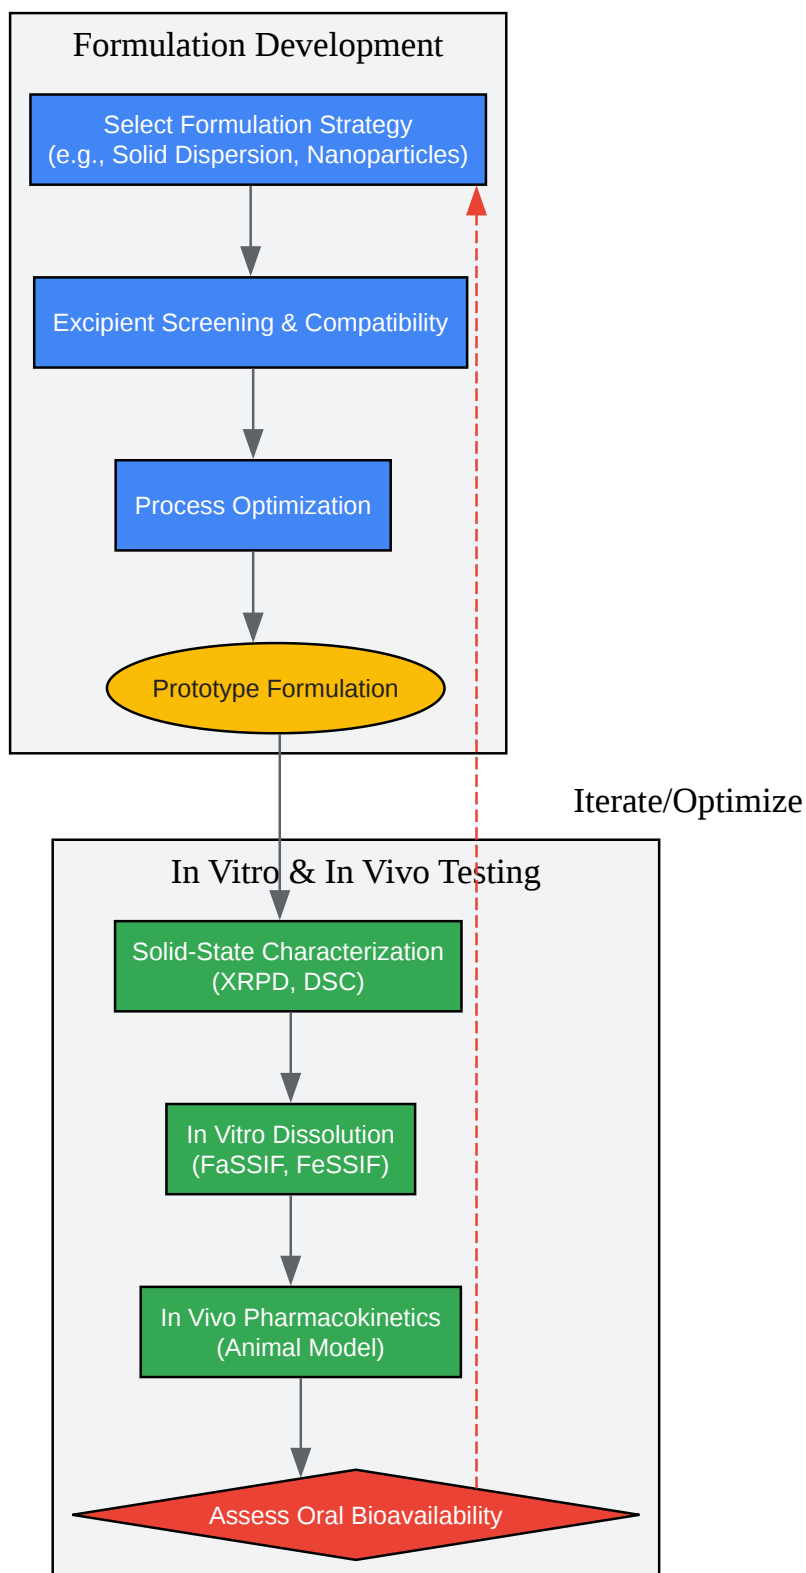 Formulation Development
Select Formulation Strategy
(e.g., Solid Dispersion, Nanoparticles)
Excipient Screening & Compatibility
Process Optimization
Prototype Formulation
Iterate/Optimize
In Vitro & In Vivo Testing
Solid-State Characterization
(XRPD, DSC)
In Vitro Dissolution
(FaSSIF, FeSSIF)
In Vivo Pharmacokinetics
(Animal Model)
Assess Oral Bioavailability